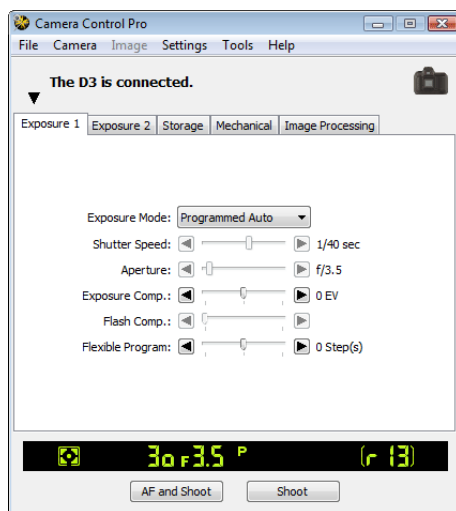 Camera Control Pro
File Camera Image Settings Tools Help
The D3 is connected.
Exposure 1 Exposure 2 Storage Mechanical Image Processing
Exposure Mode: Programmed Auto
Shutter Speed: 1/40 sec
Aperture: f/3.5
Exposure Comp.: 0 EV
Flash Comp.:
Flexible Program: 0 Step(s)
30 F3.5 P (r 13)
AF and Shoot Shoot